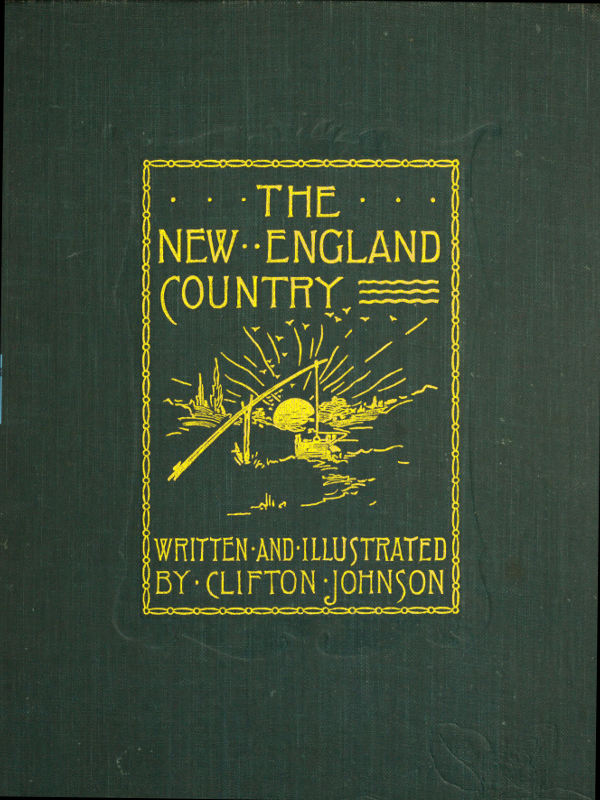 THE
NEW··ENGLAND
COUNTRY
WRITTEN·AND·ILLUSTRATED
BY·CLIFTON·JOHNSON